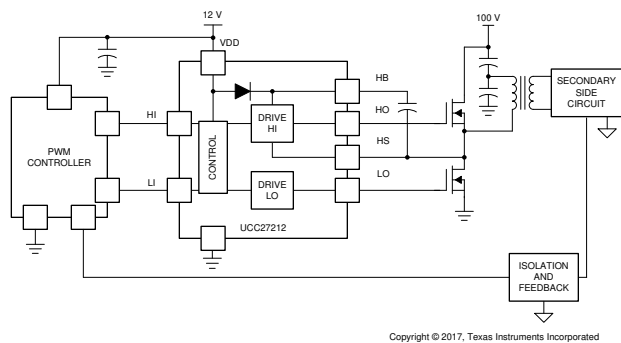 12 V
100 V
VDD
HB
SECONDARY
SIDE
CIRCUIT
HI
DRIVE
HI
HO
PWM
CONTROLLER
CONTROL
HS
LI
DRIVE
LO
LO
UCC27212
ISOLATION
AND
FEEDBACK
Copyright © 2017, Texas Instruments Incorporated